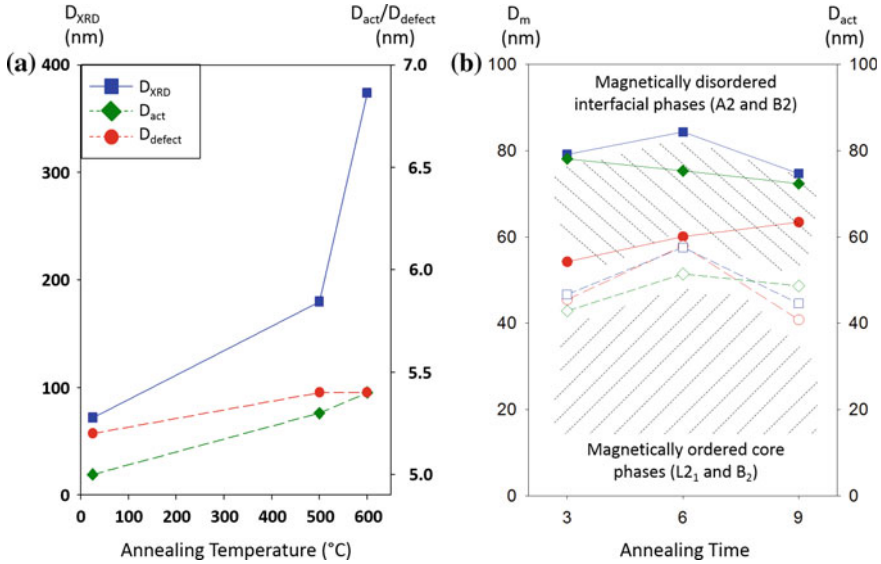 D_XRD
(nm)
D_act/D_defect
(nm)
(a)
400
300
200
100
0
7.0
6.5
6.0
5.5
5.0
D_XRD
D_act
D_defect
0 100 200 300 400 500 600
Annealing Temperature (°C)
D_m
(nm)
D_act
(nm)
(b)
100
80
60
40
20
0
100
80
60
40
20
0
Magnetically disordered
interfacial phases (A2 and B2)
Magnetically ordered core
phases (L2₁ and B₂)
3 6 9
Annealing Time